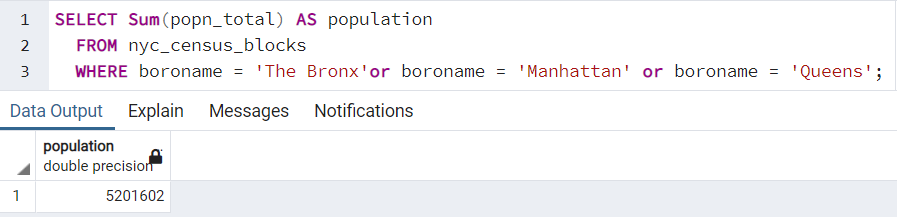 1 SELECT Sum(popn_total) AS population
2 FROM nyc_census_blocks
3 WHERE boroname = 'The Bronx'or boroname = 'Manhattan' or boroname = 'Queens';
Data Output Explain Messages Notifications
population
double precision
1 5201602